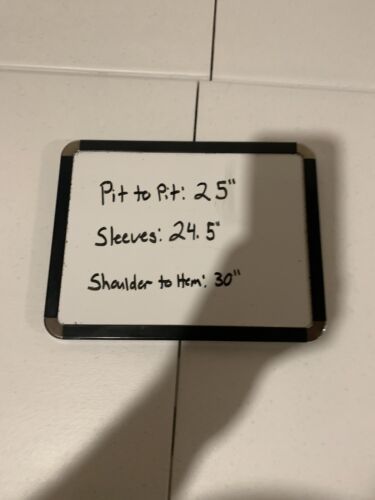 Pit to Pit: 25"
Sleeves: 24.5"
Shoulder to Hem: 30"